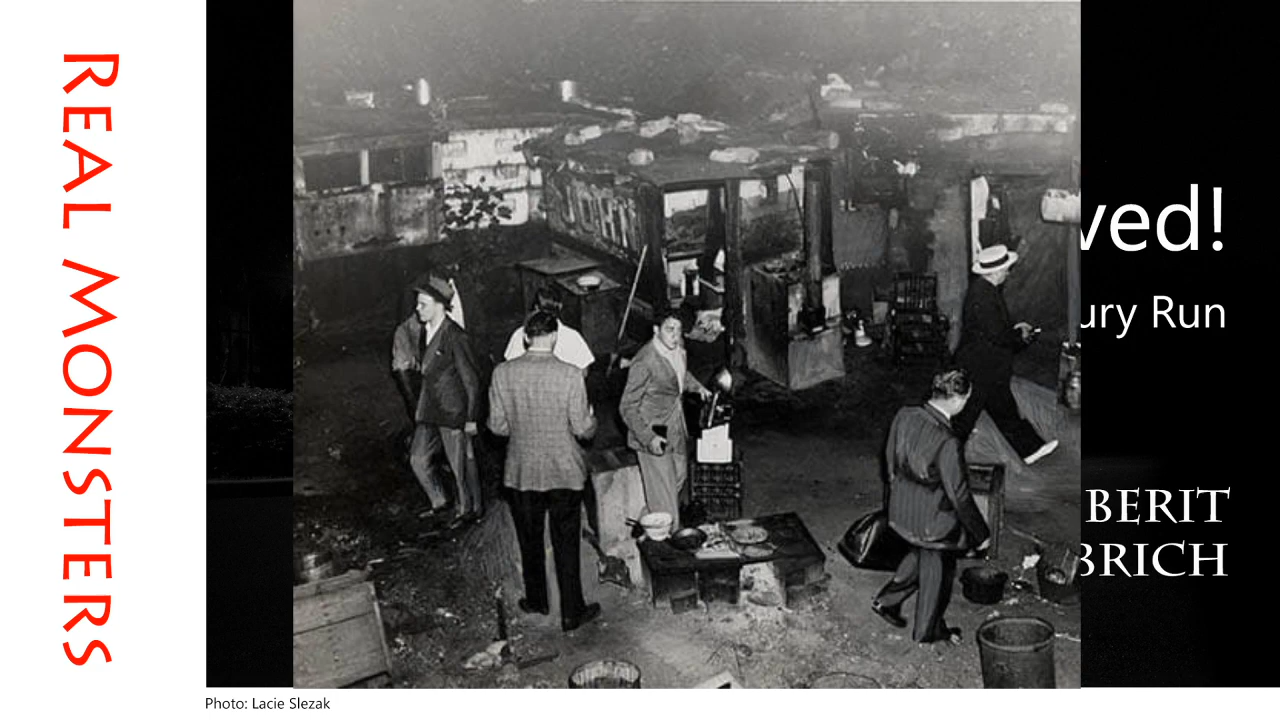 REAL MONSTERS
ved!
ury Run
BERIT
BRICH
Photo: Lacie Slezak